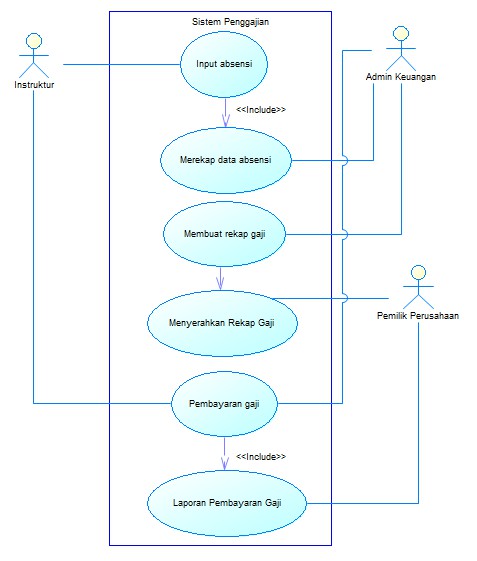 Sistem Penggajian
Input absensi
Instruktur
Admin Keuangan
<<Include>>
Merekap data absensi
Membuat rekap gaji
Menyerahkan Rekap Gaji
Pemilik Perusahaan
Pembayaran gaji
<<Include>>
Laporan Pembayaran Gaji